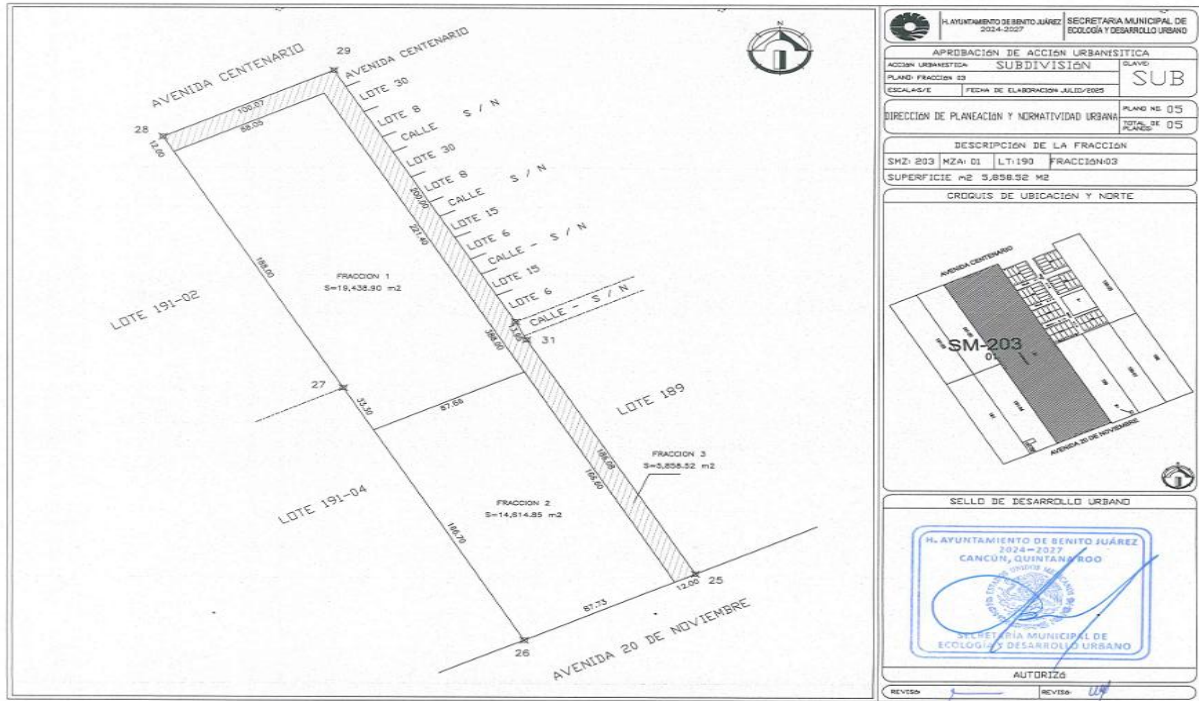 AVENIDA CENTENARIO
29
AVENIDA CENTENARIO
LOTE 30
LOTE 8
CALLE S / N
LOTE 30
LOTE 8
CALLE S / N
LOTE 15
LOTE 6
CALLE - S / N
LOTE 15
LOTE 6
CALLE - S / N
31
28
12.00
100.07
88.05
200.00
221.40
188.00
FRACCION 1
S=19,438.90 m2
LOTE 191-02
27
33.30
87.68
LOTE 189
LOTE 191-04
FRACCION 3
S=5,858.52 m2
FRACCION 2
S=14,614.85 m2
166.70
12.00
25
87.73
26
AVENIDA 20 DE NOVIEMBRE
N
H. AYUNTAMIENTO DE BENITO JUÁREZ
2024-2027
SECRETARIA MUNICIPAL DE
ECOLOGÍA Y DESARROLLO URBANO
APROBACIóN DE ACCIóN URBANISITICA
ACCIóN URBANISTICA: SUBDIVISIóN
CLAVE:
SUB
PLANO: FRACCION 03
ESCALA:S/E
FECHA DE ELABORACIóN JULIO/2025
DIRECCIóN DE PLANEACIóN Y NORMATIVIDAD URBANA
PLANO NO. 05
TOTAL DE PLANOS: 05
DESCRIPCIóN DE LA FRACCIóN
SMZ: 203 MZA: 01 LT:190 FRACCIóN:03
SUPERFICIE m2 5,858.52 M2
CROQUIS DE UBICACIóN Y NORTE
AVENIDA CENTENARIO
SM-203
01
AVENIDA 20 DE NOVIEMBRE
SELLO DE DESARROLLO URBANO
H. AYUNTAMIENTO DE BENITO JUÁREZ
2024-2027
CANCÚN, QUINTANA ROO
SECRETARÍA MUNICIPAL DE
ECOLOGÍA Y DESARROLLO URBANO
AUTORIZó
REVISó:
REVISó: